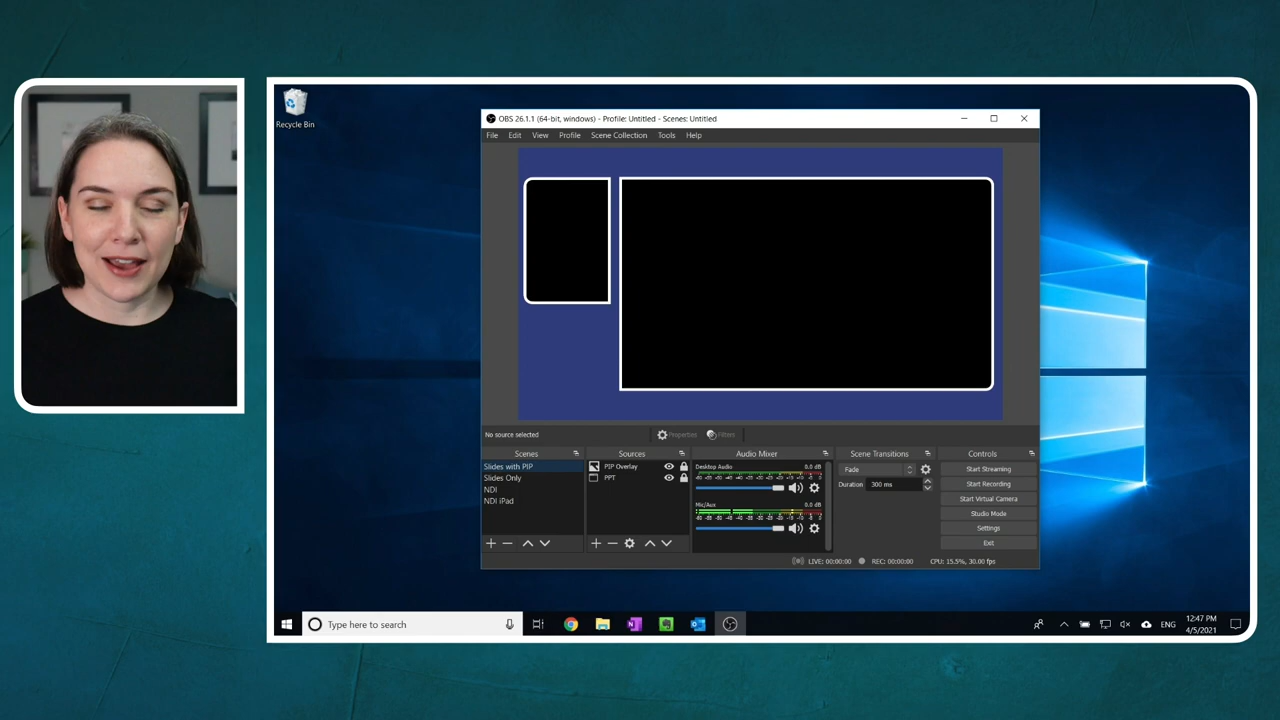 Recycle Bin
OBS 26.1.1 (64-bit, windows) - Profile: Untitled - Scenes: Untitled
File Edit View Profile Scene Collection Tools Help
No source selected
Properties
Filters
Scenes
Slides with PIP
Slides Only
NDI
NDI iPad
Sources
PIP Overlay
PPT
Audio Mixer
Desktop Audio 0.0 dB
Mic/Aux 0.0 dB
Scene Transitions
Fade
Duration 300 ms
Controls
Start Streaming
Start Recording
Start Virtual Camera
Studio Mode
Settings
Exit
LIVE: 00:00:00 REC: 00:00:00 CPU: 15.5%, 30.00 fps
Type here to search
ENG
12:47 PM
4/5/2021